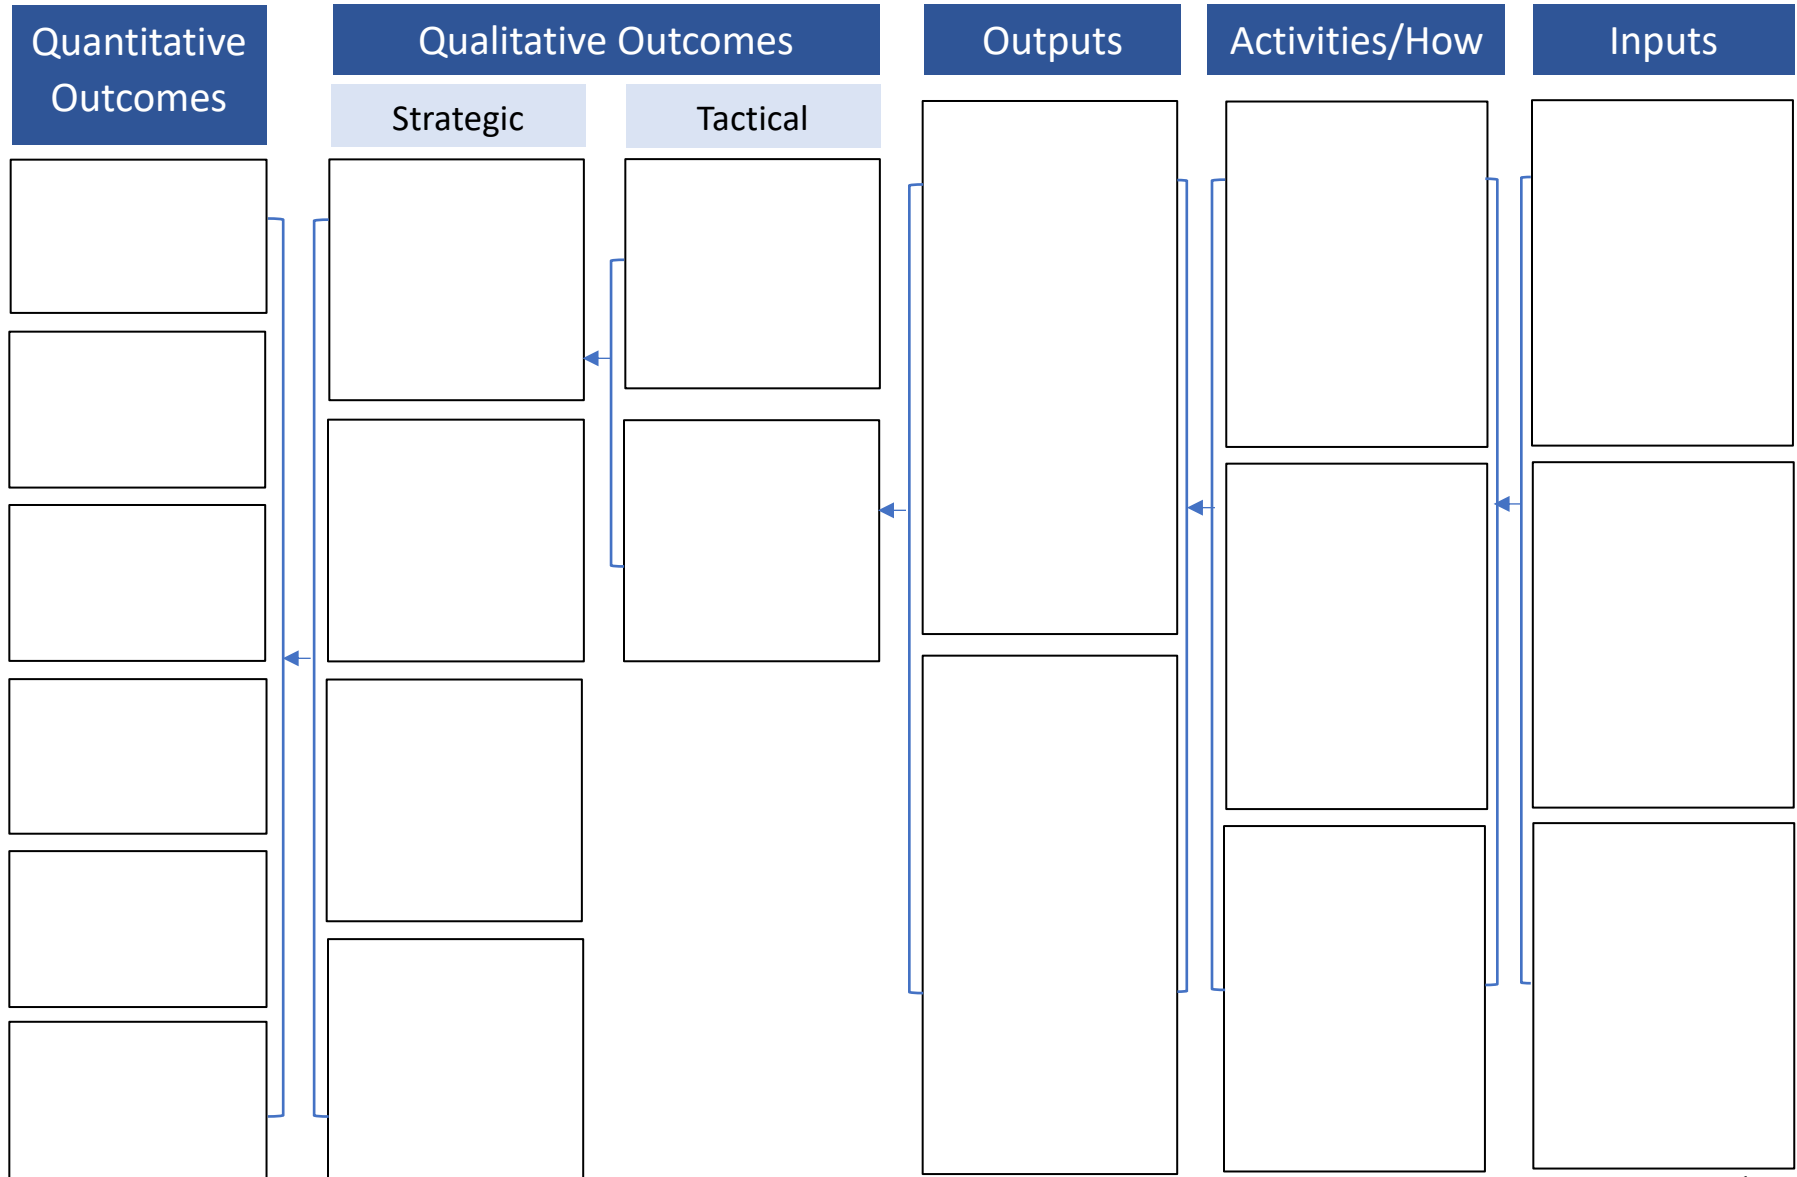 Quantitative
Outcomes
Qualitative Outcomes
Outputs
Activities/How
Inputs
Strategic
Tactical